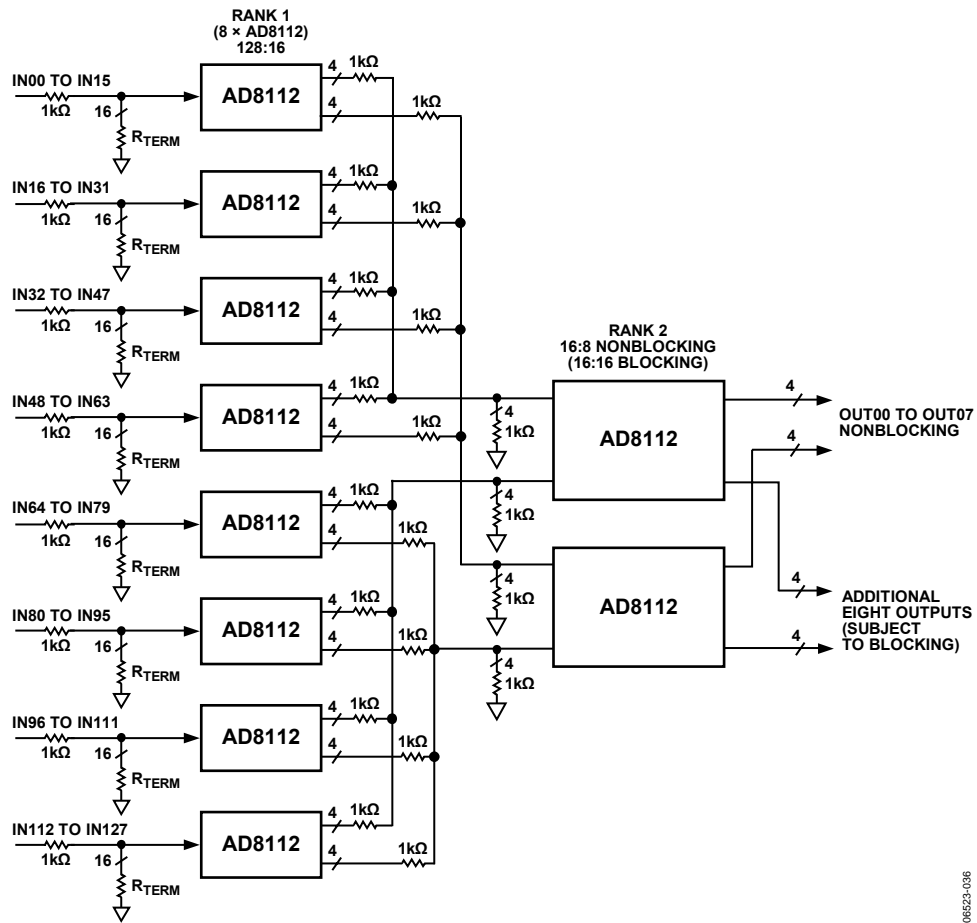 RANK 1
(8 × AD8112)
128:16
IN00 TO IN15
1kΩ
16
RTERM
AD8112
4
1kΩ
4
1kΩ
IN16 TO IN31
1kΩ
16
RTERM
AD8112
4
1kΩ
4
1kΩ
IN32 TO IN47
1kΩ
16
RTERM
AD8112
4
1kΩ
4
1kΩ
IN48 TO IN63
1kΩ
16
RTERM
AD8112
4
1kΩ
4
1kΩ
IN64 TO IN79
1kΩ
16
RTERM
AD8112
4
1kΩ
4
1kΩ
IN80 TO IN95
1kΩ
16
RTERM
AD8112
4
1kΩ
4
1kΩ
IN96 TO IN111
1kΩ
16
RTERM
AD8112
4
1kΩ
4
1kΩ
IN112 TO IN127
1kΩ
16
RTERM
AD8112
4
1kΩ
4
1kΩ
RANK 2
16:8 NONBLOCKING
(16:16 BLOCKING)
4
1kΩ
4
1kΩ
AD8112
4
1kΩ
4
1kΩ
AD8112
4
4
OUT00 TO OUT07
NONBLOCKING
4
4
ADDITIONAL
EIGHT OUTPUTS
(SUBJECT
TO BLOCKING)
06523-036